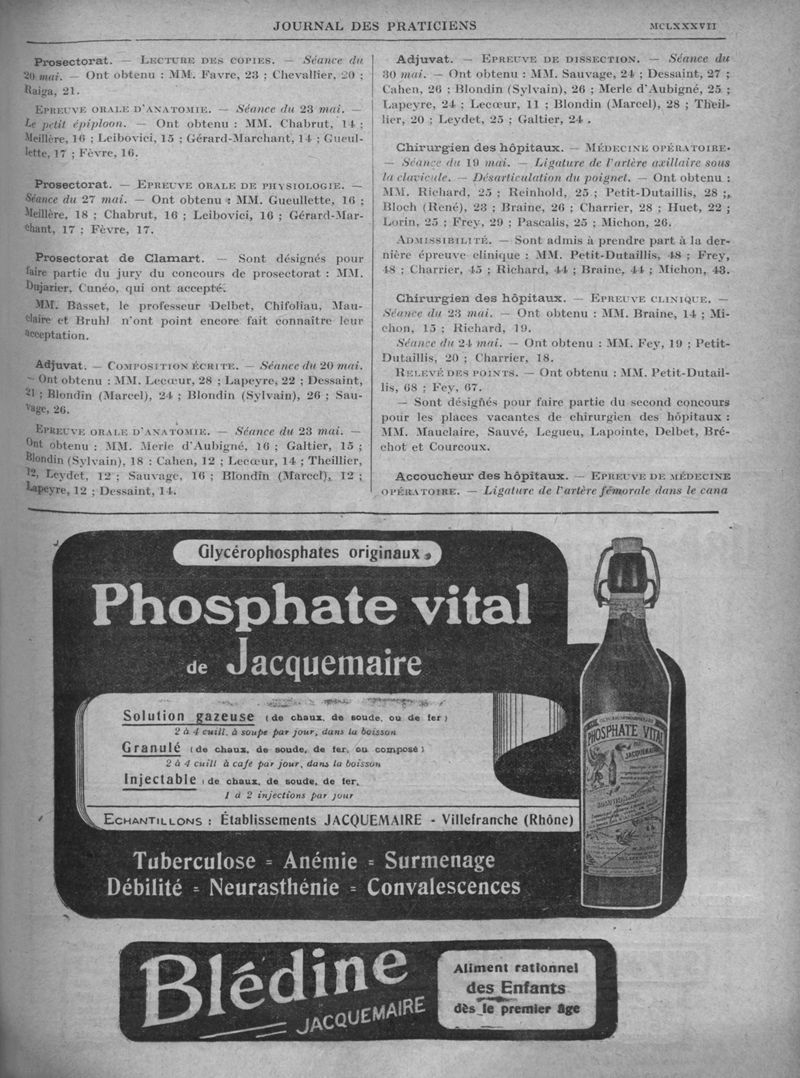 JOURNAL DES PRATICIENS
MCLXXXVII
Prosectorat. — LECTURE DES COPIES. — Séance du
20 mai. — Ont obtenu : MM. Favre, 23 ; Chevallier, 20 ;
Raiga, 21.
EPREUVE ORALE D'ANATOMIE. — Séance du 23 mai. —
Le petit épiploon. — Ont obtenu : MM. Chabrut, 14 ;
Meillère, 16 ; Leibovici, 15 ; Gérard-Marchant, 14 ; Gueul-
lette, 17 ; Fèvre, 16.
Prosectorat. — EPREUVE ORALE DE PHYSIOLOGIE. —
Séance du 27 mai. — Ont obtenu : MM. Gueullette, 16 ;
Meillère, 18 ; Chabrut, 16 ; Leibovici, 16 ; Gérard-Mar-
chant, 17 ; Fèvre, 17.
Prosectorat de Clamart. — Sont désignés pour
faire partie du jury du concours de prosectorat : MM.
Dujarier, Cunéo, qui ont accepté.
MM. Basset, le professeur Delbet, Chifoliau, Mau-
claire et Bruhl n'ont point encore fait connaître leur
acceptation.
Adjuvat. — COMPOSITION ÉCRITE. — Séance du 20 mai.
— Ont obtenu : MM. Lecœur, 28 ; Lapeyre, 22 ; Dessaint,
21 ; Blondin (Marcel), 24 ; Blondin (Sylvain), 26 ; Sau-
vage, 26.
EPREUVE ORALE D'ANATOMIE. — Séance du 23 mai. —
Ont obtenu : MM. Merle d'Aubigné, 16 ; Galtier, 15 ;
Blondin (Sylvain), 18 : Cahen, 12 ; Lecœur, 14 ; Theillier,
12, Leydet, 12 ; Sauvage, 16 ; Blondin (Marcel), 12 ;
Lapeyre, 12 ; Dessaint, 14.
Adjuvat. — EPREUVE DE DISSECTION. — Séance du
30 mai. — Ont obtenu : MM. Sauvage, 24 ; Dessaint, 27 ;
Cahen, 26 ; Blondin (Sylvain), 26 ; Merle d'Aubigné, 25 ;
Lapeyre, 24 ; Lecœur, 11 ; Blondin (Marcel), 28 ; Theil-
lier, 20 ; Leydet, 25 ; Galtier, 24 .
Chirurgien des hôpitaux. — MÉDECINE OPÉRATOIRE.
— Séance du 19 mai. — Ligature de l'artère axillaire sous
la clavicule. — Désarticulation du poignet. — Ont obtenu :
MM. Richard, 25 ; Reinhold, 25 ; Petit-Dutaillis, 28 ;
Bloch (René), 23 ; Braine, 26 ; Charrier, 28 ; Huet, 22 ;
Lorin, 25 ; Frey, 29 ; Pascalis, 25 ; Michon, 26.
ADMISSIBILITÉ. — Sont admis à prendre part à la der-
nière épreuve clinique : MM. Petit-Dutaillis, 48 ; Frey,
48 ; Charrier, 45 ; Richard, 44 ; Braine, 44 ; Michon, 43.
Chirurgien des hôpitaux. — EPREUVE CLINIQUE. —
Séance du 23 mai. — Ont obtenu : MM. Braine, 14 ; Mi-
chon, 15 ; Richard, 19.
Séance du 24 mai. — Ont obtenu : MM. Fey, 19 ; Petit-
Dutaillis, 20 ; Charrier, 18.
RELEVÉ DES POINTS. — Ont obtenu : MM. Petit-Dutail-
lis, 68 ; Fey, 67.
— Sont désignés pour faire partie du second concours
pour les places vacantes de chirurgien des hôpitaux :
MM. Mauclaire, Sauvé, Legueu, Lapointe, Delbet, Bré-
chot et Courcoux.
Accoucheur des hôpitaux. — EPREUVE DE MÉDECINE
OPÉRATOIRE. — Ligature de l'artère fémorale dans le cana
Glycérophosphates originaux
Phosphate vital
de Jacquemaire
Solution gazeuse (de chaux, de soude, ou de fer)
2 à 4 cuill. à soupe par jour, dans la boisson
Granulé (de chaux, de soude, de fer, ou composé)
2 à 4 cuill à café par jour, dans la boisson
Injectable (de chaux, de soude, de fer,
1 à 2 injections par jour
ECHANTILLONS : Établissements JACQUEMAIRE - Villefranche (Rhône)
PHOSPHATE VITAL
JACQUEMAIRE
Tuberculose = Anémie = Surmenage
Débilité = Neurasthénie = Convalescences
Blédine
JACQUEMAIRE
Aliment rationnel
des Enfants
dès le premier âge